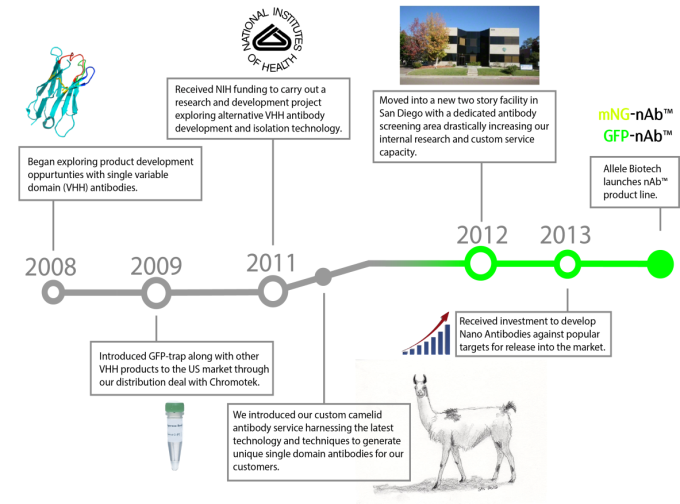 NATIONAL INSTITUTES
OF HEALTH
Received NIH funding to carry out a
research and development project
exploring alternative VHH antibody
development and isolation technology.
Moved into a new two story facility in
San Diego with a dedicated antibody
screening area drastically increasing our
internal research and custom service
capacity.
mNG-nAb™
GFP-nAb™
Began exploring product development
oppurtunties with single variable
domain (VHH) antibodies.
Allele Biotech
launches nAb™
product line.
2008
2009
2011
2012
2013
Introduced GFP-trap along with other
VHH products to the US market through
our distribution deal with Chromotek.
Received investment to develop
Nano Antibodies against popular
targets for release into the market.
We introduced our custom camelid
antibody service harnessing the latest
technology and techniques to generate
unique single domain antibodies for our
customers.